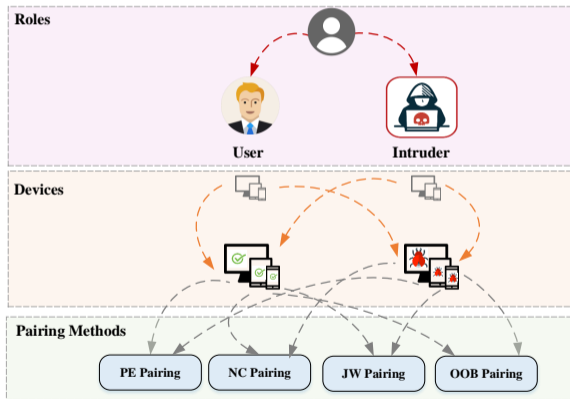 Roles
User
Intruder
Devices
Pairing Methods
PE Pairing
NC Pairing
JW Pairing
OOB Pairing